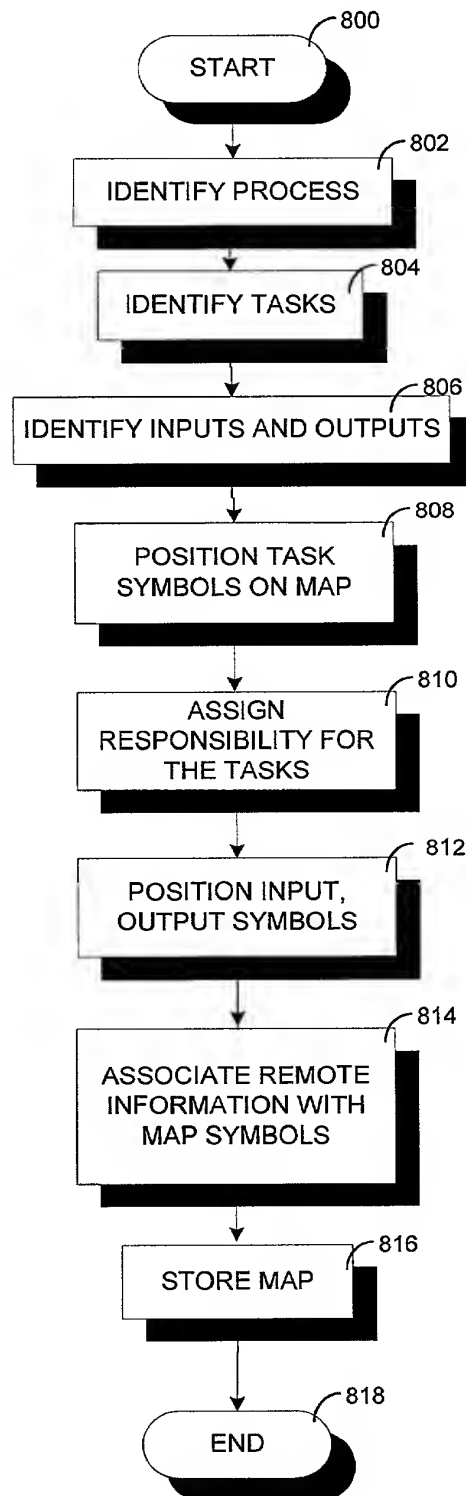 800
START
802
IDENTIFY PROCESS
804
IDENTIFY TASKS
806
IDENTIFY INPUTS AND OUTPUTS
808
POSITION TASK
SYMBOLS ON MAP
810
ASSIGN
RESPONSIBILITY FOR
THE TASKS
812
POSITION INPUT,
OUTPUT SYMBOLS
814
ASSOCIATE REMOTE
INFORMATION WITH
MAP SYMBOLS
816
STORE MAP
818
END